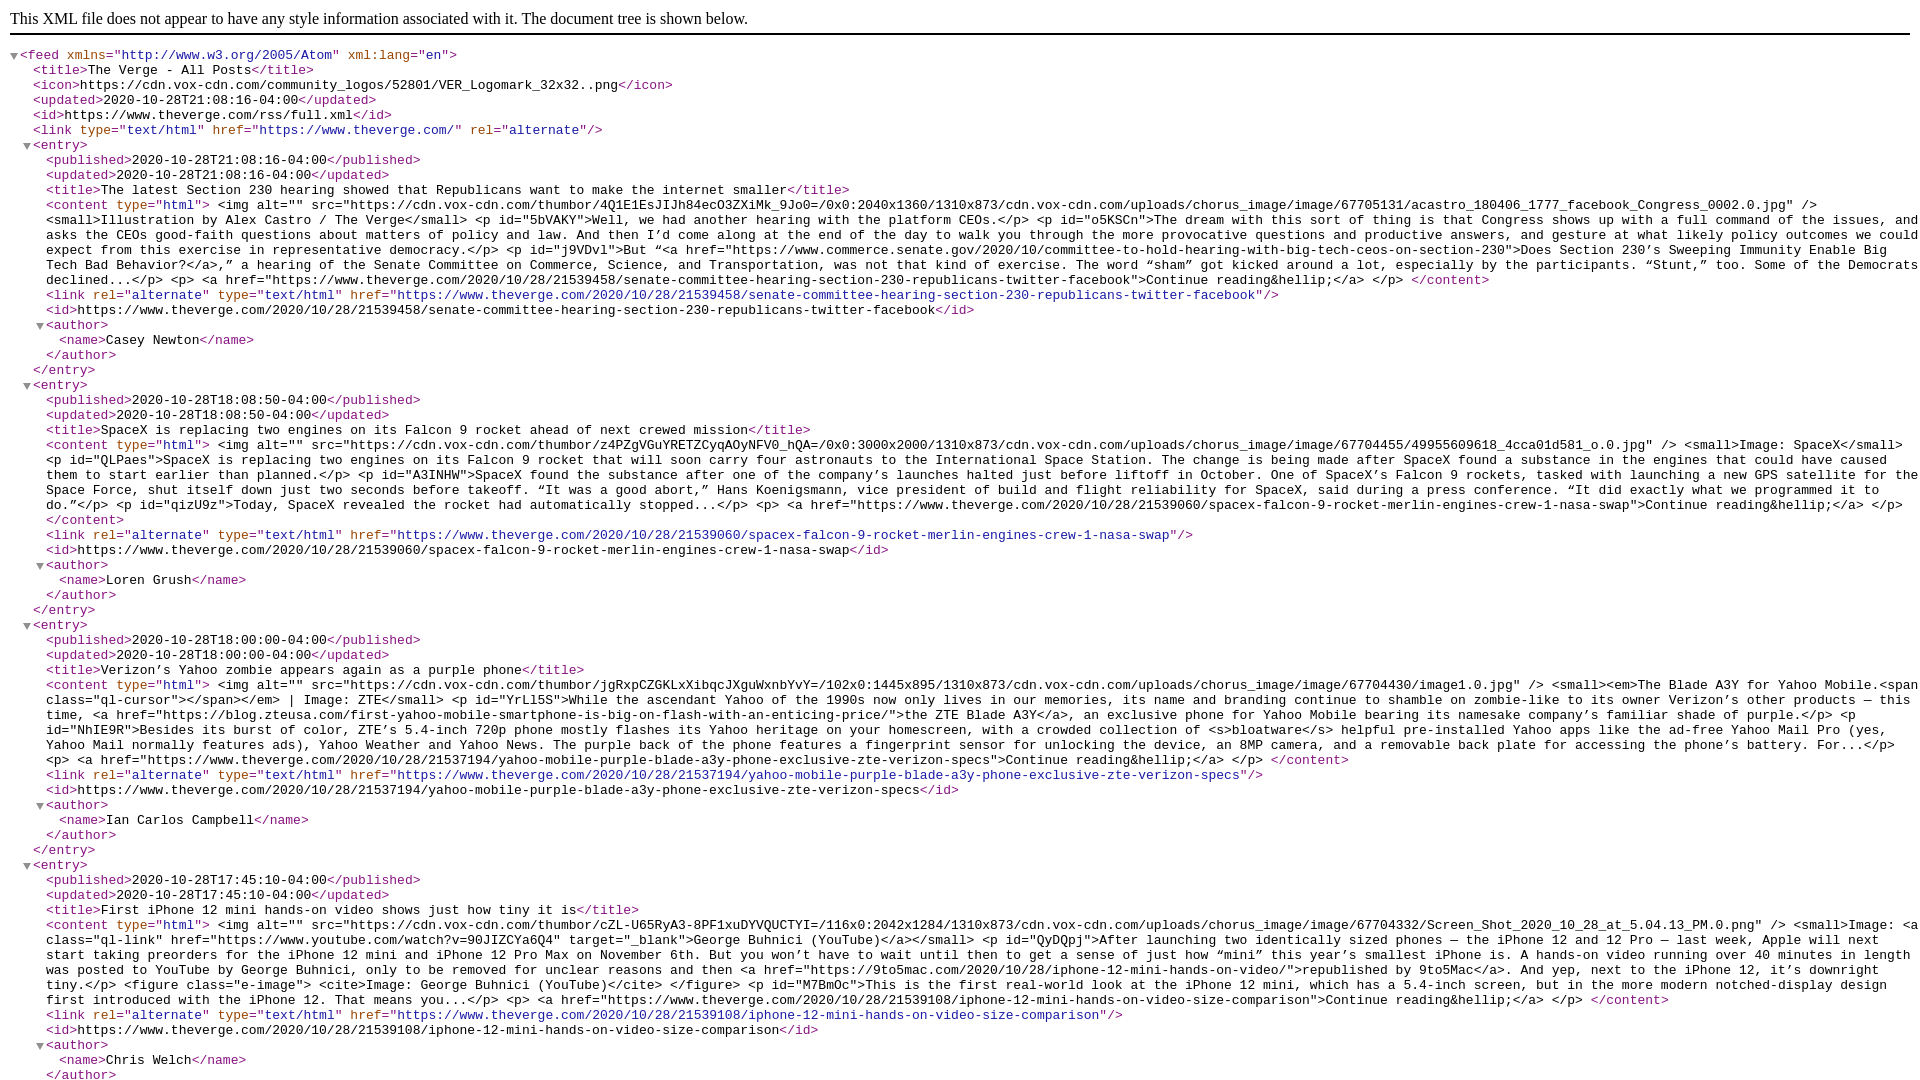 This XML file does not appear to have any style information associated with it. The document tree is shown below.
<feed xmlns="http://www.w3.org/2005/Atom" xml:lang="en">
<title>The Verge - All Posts</title>
<icon>https://cdn.vox-cdn.com/community_logos/52801/VER_Logomark_32x32..png</icon>
<updated>2020-10-28T21:08:16-04:00</updated>
<id>https://www.theverge.com/rss/full.xml</id>
<link type="text/html" href="https://www.theverge.com/" rel="alternate"/>
<entry>
<published>2020-10-28T21:08:16-04:00</published>
<updated>2020-10-28T21:08:16-04:00</updated>
<title>The latest Section 230 hearing showed that Republicans want to make the internet smaller</title>
<content type="html"> <img alt="" src="https://cdn.vox-cdn.com/thumbor/4Q1E1EsJIJh84ecO3ZXiMk_9Jo0=/0x0:2040x1360/1310x873/cdn.vox-cdn.com/uploads/chorus_image/image/67705131/acastro_180406_1777_facebook_Congress_0002.0.jpg" />
<small>Illustration by Alex Castro / The Verge</small> <p id="5bVAKY">Well, we had another hearing with the platform CEOs.</p> <p id="o5KSCn">The dream with this sort of thing is that Congress shows up with a full command of the issues, and
asks the CEOs good-faith questions about matters of policy and law. And then I’d come along at the end of the day to walk you through the more provocative questions and productive answers, and gesture at what likely policy outcomes we could
expect from this exercise in representative democracy.</p> <p id="j9VDvl">But “<a href="https://www.commerce.senate.gov/2020/10/committee-to-hold-hearing-with-big-tech-ceos-on-section-230">Does Section 230’s Sweeping Immunity Enable Big
Tech Bad Behavior?</a>,” a hearing of the Senate Committee on Commerce, Science, and Transportation, was not that kind of exercise. The word “sham” got kicked around a lot, especially by the participants. “Stunt,” too. Some of the Democrats
declined...</p> <p> <a href="https://www.theverge.com/2020/10/28/21539458/senate-committee-hearing-section-230-republicans-twitter-facebook">Continue reading&hellip;</a> </p> </content>
<link rel="alternate" type="text/html" href="https://www.theverge.com/2020/10/28/21539458/senate-committee-hearing-section-230-republicans-twitter-facebook"/>
<id>https://www.theverge.com/2020/10/28/21539458/senate-committee-hearing-section-230-republicans-twitter-facebook</id>
<author>
<name>Casey Newton</name>
</author>
</entry>
<entry>
<published>2020-10-28T18:08:50-04:00</published>
<updated>2020-10-28T18:08:50-04:00</updated>
<title>SpaceX is replacing two engines on its Falcon 9 rocket ahead of next crewed mission</title>
<content type="html"> <img alt="" src="https://cdn.vox-cdn.com/thumbor/z4PZgVGuYRETZCyqAOyNFV0_hQA=/0x0:3000x2000/1310x873/cdn.vox-cdn.com/uploads/chorus_image/image/67704455/49955609618_4cca01d581_o.0.jpg" /> <small>Image: SpaceX</small>
<p id="QLPaes">SpaceX is replacing two engines on its Falcon 9 rocket that will soon carry four astronauts to the International Space Station. The change is being made after SpaceX found a substance in the engines that could have caused
them to start earlier than planned.</p> <p id="A3INHW">SpaceX found the substance after one of the company’s launches halted just before liftoff in October. One of SpaceX’s Falcon 9 rockets, tasked with launching a new GPS satellite for the
Space Force, shut itself down just two seconds before takeoff. “It was a good abort,” Hans Koenigsmann, vice president of build and flight reliability for SpaceX, said during a press conference. “It did exactly what we programmed it to
do.”</p> <p id="qizU9z">Today, SpaceX revealed the rocket had automatically stopped...</p> <p> <a href="https://www.theverge.com/2020/10/28/21539060/spacex-falcon-9-rocket-merlin-engines-crew-1-nasa-swap">Continue reading&hellip;</a> </p>
</content>
<link rel="alternate" type="text/html" href="https://www.theverge.com/2020/10/28/21539060/spacex-falcon-9-rocket-merlin-engines-crew-1-nasa-swap"/>
<id>https://www.theverge.com/2020/10/28/21539060/spacex-falcon-9-rocket-merlin-engines-crew-1-nasa-swap</id>
<author>
<name>Loren Grush</name>
</author>
</entry>
<entry>
<published>2020-10-28T18:00:00-04:00</published>
<updated>2020-10-28T18:00:00-04:00</updated>
<title>Verizon’s Yahoo zombie appears again as a purple phone</title>
<content type="html"> <img alt="" src="https://cdn.vox-cdn.com/thumbor/jgRxpCZGKLxXibqcJXguWxnbYvY=/102x0:1445x895/1310x873/cdn.vox-cdn.com/uploads/chorus_image/image/67704430/image1.0.jpg" /> <small><em>The Blade A3Y for Yahoo Mobile.<span
class="ql-cursor"></span></em> | Image: ZTE</small> <p id="YrLl5S">While the ascendant Yahoo of the 1990s now only lives in our memories, its name and branding continue to shamble on zombie-like to its owner Verizon’s other products — this
time, <a href="https://blog.zteusa.com/first-yahoo-mobile-smartphone-is-big-on-flash-with-an-enticing-price/">the ZTE Blade A3Y</a>, an exclusive phone for Yahoo Mobile bearing its namesake company’s familiar shade of purple.</p> <p
id="NhIE9R">Besides its burst of color, ZTE’s 5.4-inch 720p phone mostly flashes its Yahoo heritage on your homescreen, with a crowded collection of <s>bloatware</s> helpful pre-installed Yahoo apps like the ad-free Yahoo Mail Pro (yes,
Yahoo Mail normally features ads), Yahoo Weather and Yahoo News. The purple back of the phone features a fingerprint sensor for unlocking the device, an 8MP camera, and a removable back plate for accessing the phone’s battery. For...</p>
<p> <a href="https://www.theverge.com/2020/10/28/21537194/yahoo-mobile-purple-blade-a3y-phone-exclusive-zte-verizon-specs">Continue reading&hellip;</a> </p> </content>
<link rel="alternate" type="text/html" href="https://www.theverge.com/2020/10/28/21537194/yahoo-mobile-purple-blade-a3y-phone-exclusive-zte-verizon-specs"/>
<id>https://www.theverge.com/2020/10/28/21537194/yahoo-mobile-purple-blade-a3y-phone-exclusive-zte-verizon-specs</id>
<author>
<name>Ian Carlos Campbell</name>
</author>
</entry>
<entry>
<published>2020-10-28T17:45:10-04:00</published>
<updated>2020-10-28T17:45:10-04:00</updated>
<title>First iPhone 12 mini hands-on video shows just how tiny it is</title>
<content type="html"> <img alt="" src="https://cdn.vox-cdn.com/thumbor/cZL-U65RyA3-8PF1xuDYVQUCTYI=/116x0:2042x1284/1310x873/cdn.vox-cdn.com/uploads/chorus_image/image/67704332/Screen_Shot_2020_10_28_at_5.04.13_PM.0.png" /> <small>Image: <a
class="ql-link" href="https://www.youtube.com/watch?v=90JIZCYa6Q4" target="_blank">George Buhnici (YouTube)</a></small> <p id="QyDQpj">After launching two identically sized phones — the iPhone 12 and 12 Pro — last week, Apple will next
start taking preorders for the iPhone 12 mini and iPhone 12 Pro Max on November 6th. But you won’t have to wait until then to get a sense of just how “mini” this year’s smallest iPhone is. A hands-on video running over 40 minutes in length
was posted to YouTube by George Buhnici, only to be removed for unclear reasons and then <a href="https://9to5mac.com/2020/10/28/iphone-12-mini-hands-on-video/">republished by 9to5Mac</a>. And yep, next to the iPhone 12, it’s downright
tiny.</p> <figure class="e-image"> <cite>Image: George Buhnici (YouTube)</cite> </figure> <p id="M7BmOc">This is the first real-world look at the iPhone 12 mini, which has a 5.4-inch screen, but in the more modern notched-display design
first introduced with the iPhone 12. That means you...</p> <p> <a href="https://www.theverge.com/2020/10/28/21539108/iphone-12-mini-hands-on-video-size-comparison">Continue reading&hellip;</a> </p> </content>
<link rel="alternate" type="text/html" href="https://www.theverge.com/2020/10/28/21539108/iphone-12-mini-hands-on-video-size-comparison"/>
<id>https://www.theverge.com/2020/10/28/21539108/iphone-12-mini-hands-on-video-size-comparison</id>
<author>
<name>Chris Welch</name>
</author>